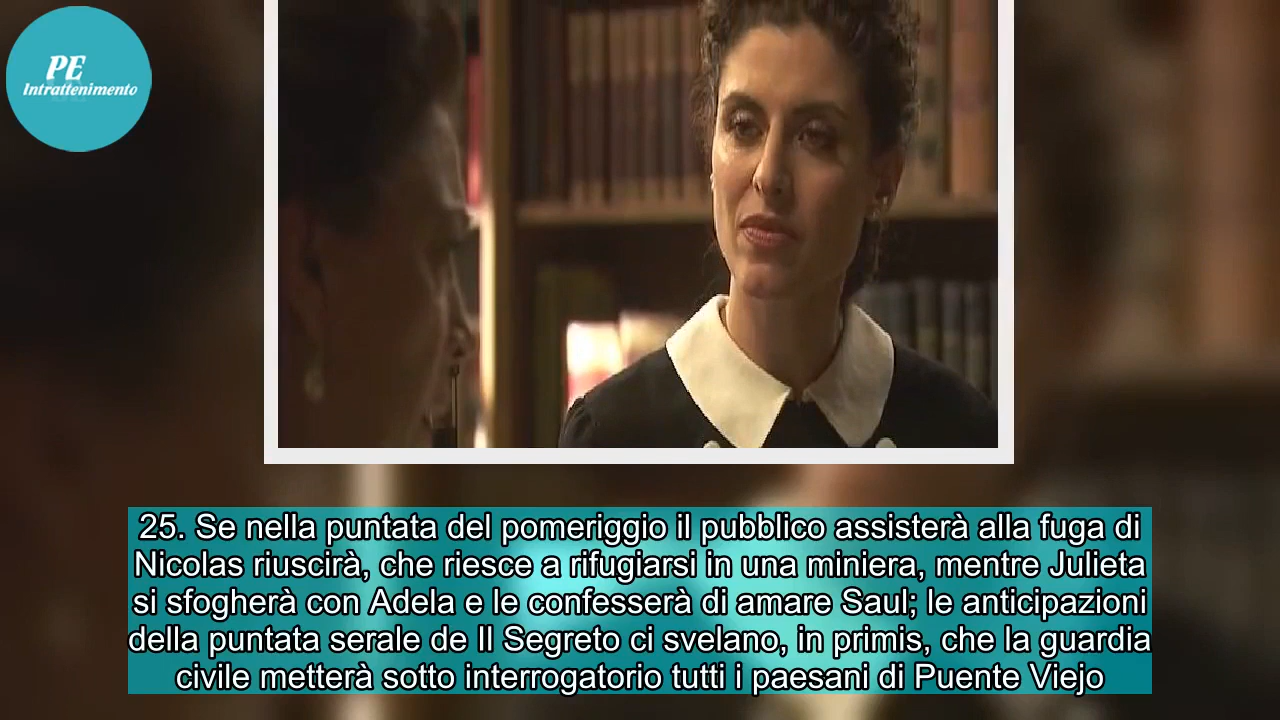 PE
Intrattenimento
25. Se nella puntata del pomeriggio il pubblico assisterà alla fuga di
Nicolas riuscirà, che riesce a rifugiarsi in una miniera, mentre Julieta
si sfogherà con Adela e le confesserà di amare Saul; le anticipazioni
della puntata serale de Il Segreto ci svelano, in primis, che la guardia
civile metterà sotto interrogatorio tutti i paesani di Puente Viejo